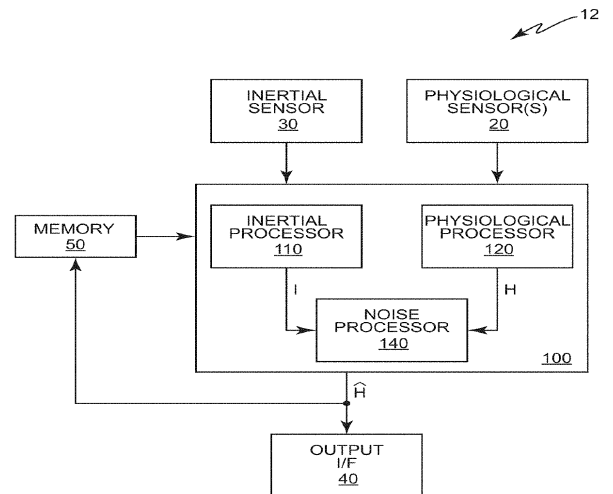 12
INERTIAL
SENSOR
30
PHYSIOLOGICAL
SENSOR(S)
20
MEMORY
50
INERTIAL
PROCESSOR
110
PHYSIOLOGICAL
PROCESSOR
120
I
H
NOISE
PROCESSOR
140
100
Ĥ
OUTPUT
I/F
40